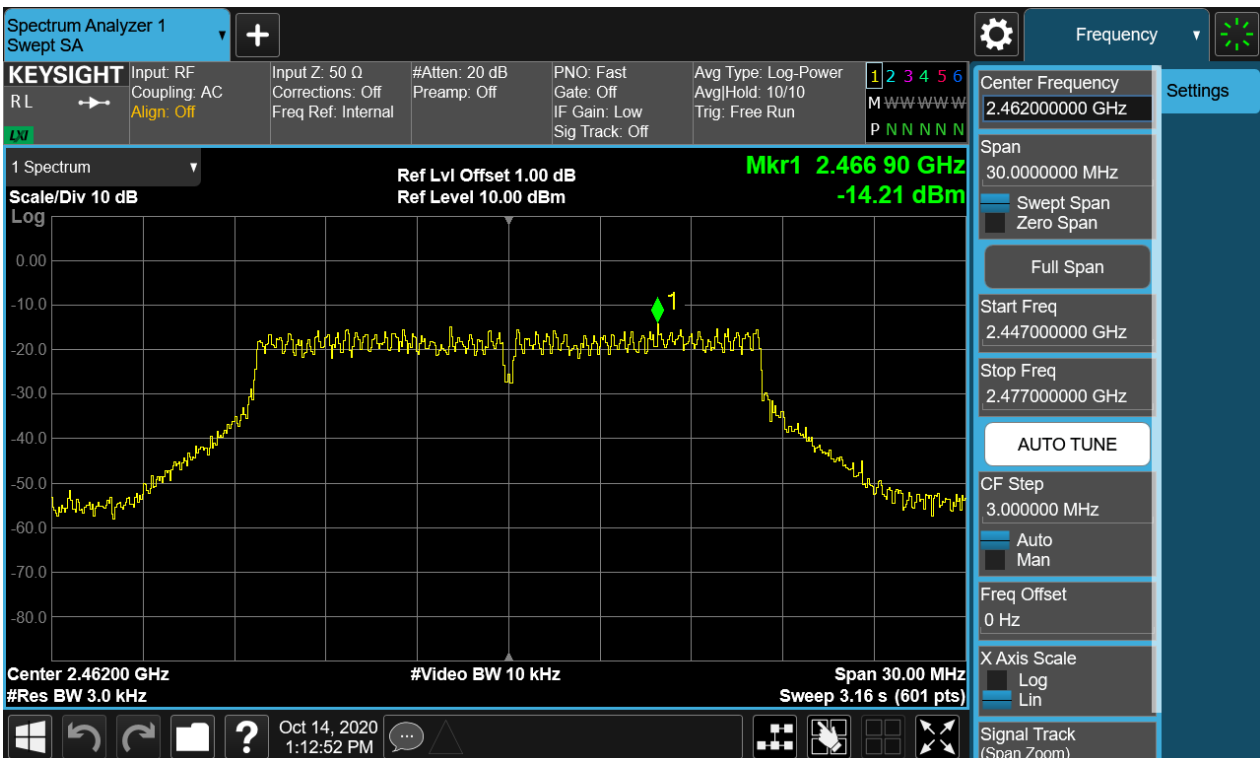 Spectrum Analyzer 1
Swept SA
+
Frequency
KEYSIGHT
R L
LXI
Input: RF
Coupling: AC
Align: Off
Input Z: 50 Ω
Corrections: Off
Freq Ref: Internal
#Atten: 20 dB
Preamp: Off
PNO: Fast
Gate: Off
IF Gain: Low
Sig Track: Off
Avg Type: Log-Power
Avg|Hold: 10/10
Trig: Free Run
1 2 3 4 5 6
M W W W W W W
P N N N N N
1 Spectrum
Scale/Div 10 dB
Log
Ref Lvl Offset 1.00 dB
Ref Level 10.00 dBm
Mkr1 2.466 90 GHz
-14.21 dBm
1
0.00
-10.0
-20.0
-30.0
-40.0
-50.0
-60.0
-70.0
-80.0
Center 2.46200 GHz
#Res BW 3.0 kHz
#Video BW 10 kHz
Span 30.00 MHz
Sweep 3.16 s (601 pts)
?
Oct 14, 2020
1:12:52 PM
Center Frequency
2.462000000 GHz
Span
30.0000000 MHz
Swept Span
Zero Span
Full Span
Start Freq
2.447000000 GHz
Stop Freq
2.477000000 GHz
AUTO TUNE
CF Step
3.000000 MHz
Auto
Man
Freq Offset
0 Hz
X Axis Scale
Log
Lin
Signal Track
(Span Zoom)
Settings